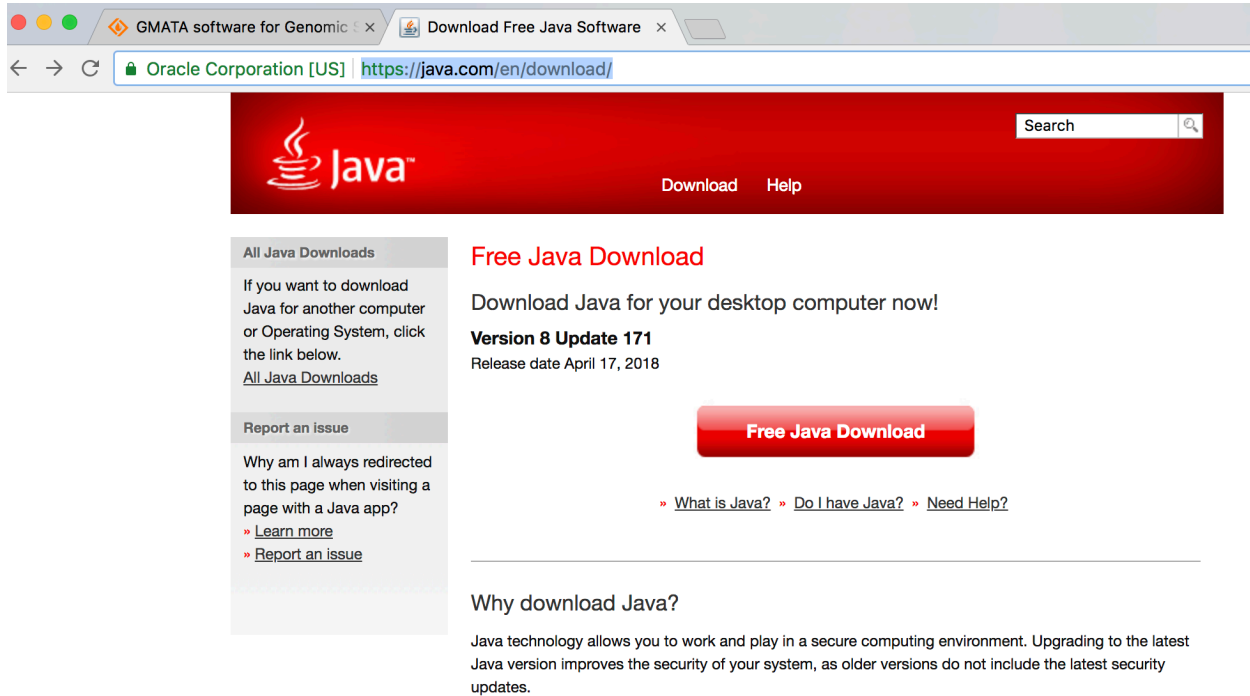 GMATA software for Genomic S
Download Free Java Software
Oracle Corporation [US] https://java.com/en/download/
Java™
Search
Download Help
All Java Downloads
If you want to download
Java for another computer
or Operating System, click
the link below.
All Java Downloads
Report an issue
Why am I always redirected
to this page when visiting a
page with a Java app?
» Learn more
» Report an issue
Free Java Download
Download Java for your desktop computer now!
Version 8 Update 171
Release date April 17, 2018
Free Java Download
» What is Java? » Do I have Java? » Need Help?
Why download Java?
Java technology allows you to work and play in a secure computing environment. Upgrading to the latest
Java version improves the security of your system, as older versions do not include the latest security
updates.